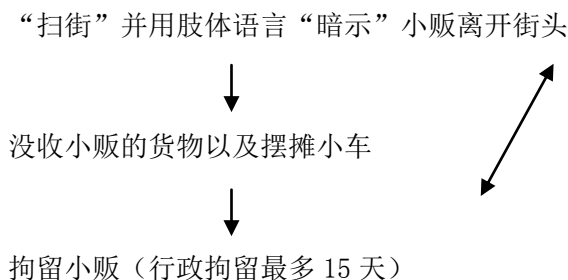 “扫街”并用肢体语言“暗示”小贩离开街头
没收小贩的货物以及摆摊小车
拘留小贩（行政拘留最多 15 天）